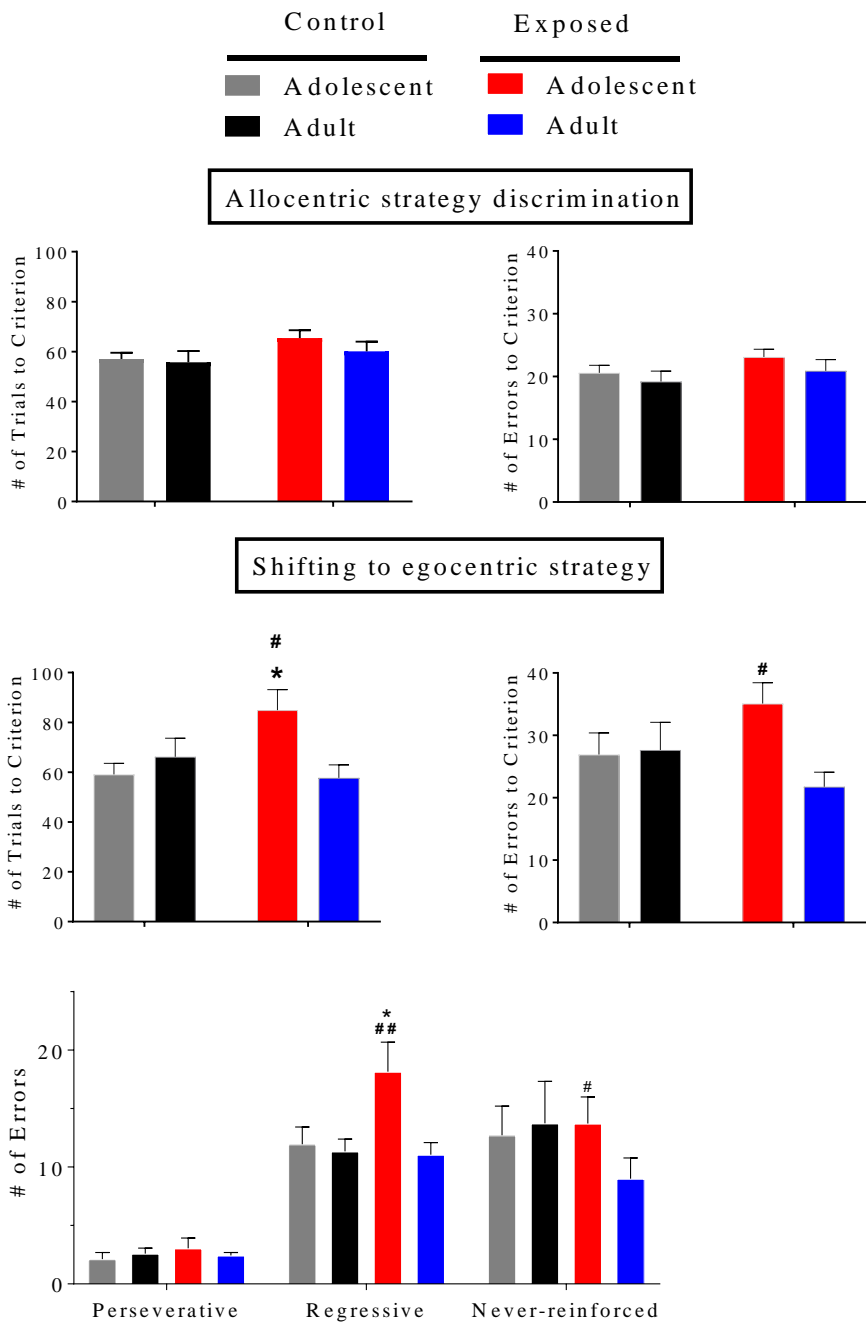 Control Exposed
Adolescent Adolescent
Adult Adult
Allocentric strategy discrimination
# of Trials to Criterion
100
80
60
40
20
0
# of Errors to Criterion
40
30
20
10
0
Shifting to egocentric strategy
# of Trials to Criterion
100
80
60
40
20
0
#
*
# of Errors to Criterion
40
30
20
10
0
#
# of Errors
20
10
0
*
##
#
Perseverative Regressive Never-reinforced